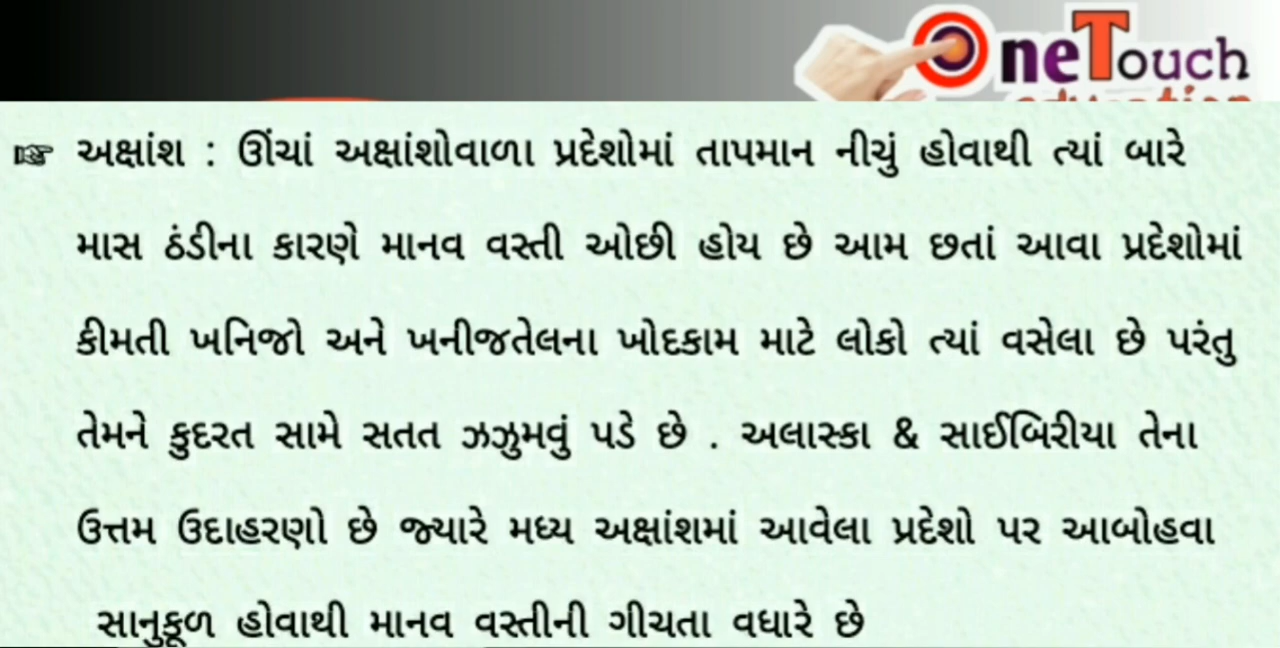 OneTouch
education
☞ અક્ષાંશ : ઊંચાં અક્ષાંશોવાળા પ્રદેશોમાં તાપમાન નીચું હોવાથી ત્યાં બારે
માસ ઠંડીના કારણે માનવ વસ્તી ઓછી હોય છે આમ છતાં આવા પ્રદેશોમાં
કીમતી ખનિજો અને ખનીજતેલના ખોદકામ માટે લોકો ત્યાં વસેલા છે પરંતુ
તેમને કુદરત સામે સતત ઝઝુમવું પડે છે . અલાસ્કા & સાઈબિરીયા તેના
ઉત્તમ ઉદાહરણો છે જ્યારે મધ્ય અક્ષાંશમાં આવેલા પ્રદેશો પર આબોહવા
સાનુકૂળ હોવાથી માનવ વસ્તીની ગીચતા વધારે છે